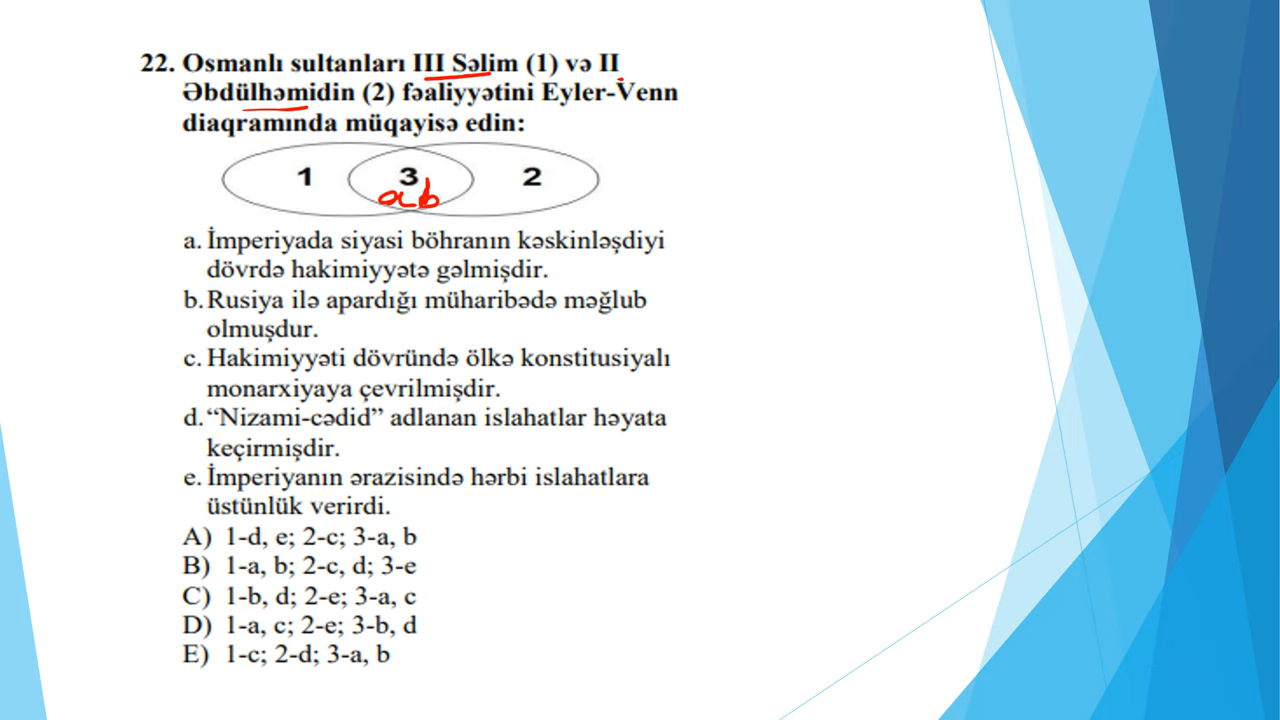 22. Osmanlı sultanları III Səlim (1) və II
Əbdülhəmidin (2) fəaliyyətini Eyler-Venn
diaqramında müqayisə edin:
1 3 2
ab
a. İmperiyada siyasi böhranın kəskinləşdiyi
dövrdə hakimiyyətə gəlmişdir.
b. Rusiya ilə apardığı müharibədə məğlub
olmuşdur.
c. Hakimiyyəti dövründə ölkə konstitusiyalı
monarxiyaya çevrilmişdir.
d. “Nizami-cədid” adlanan islahatlar həyata
keçirmişdir.
e. İmperiyanın ərazisində hərbi islahatlara
üstünlük verirdi.
A) 1-d, e; 2-c; 3-a, b
B) 1-a, b; 2-c, d; 3-e
C) 1-b, d; 2-e; 3-a, c
D) 1-a, c; 2-e; 3-b, d
E) 1-c; 2-d; 3-a, b